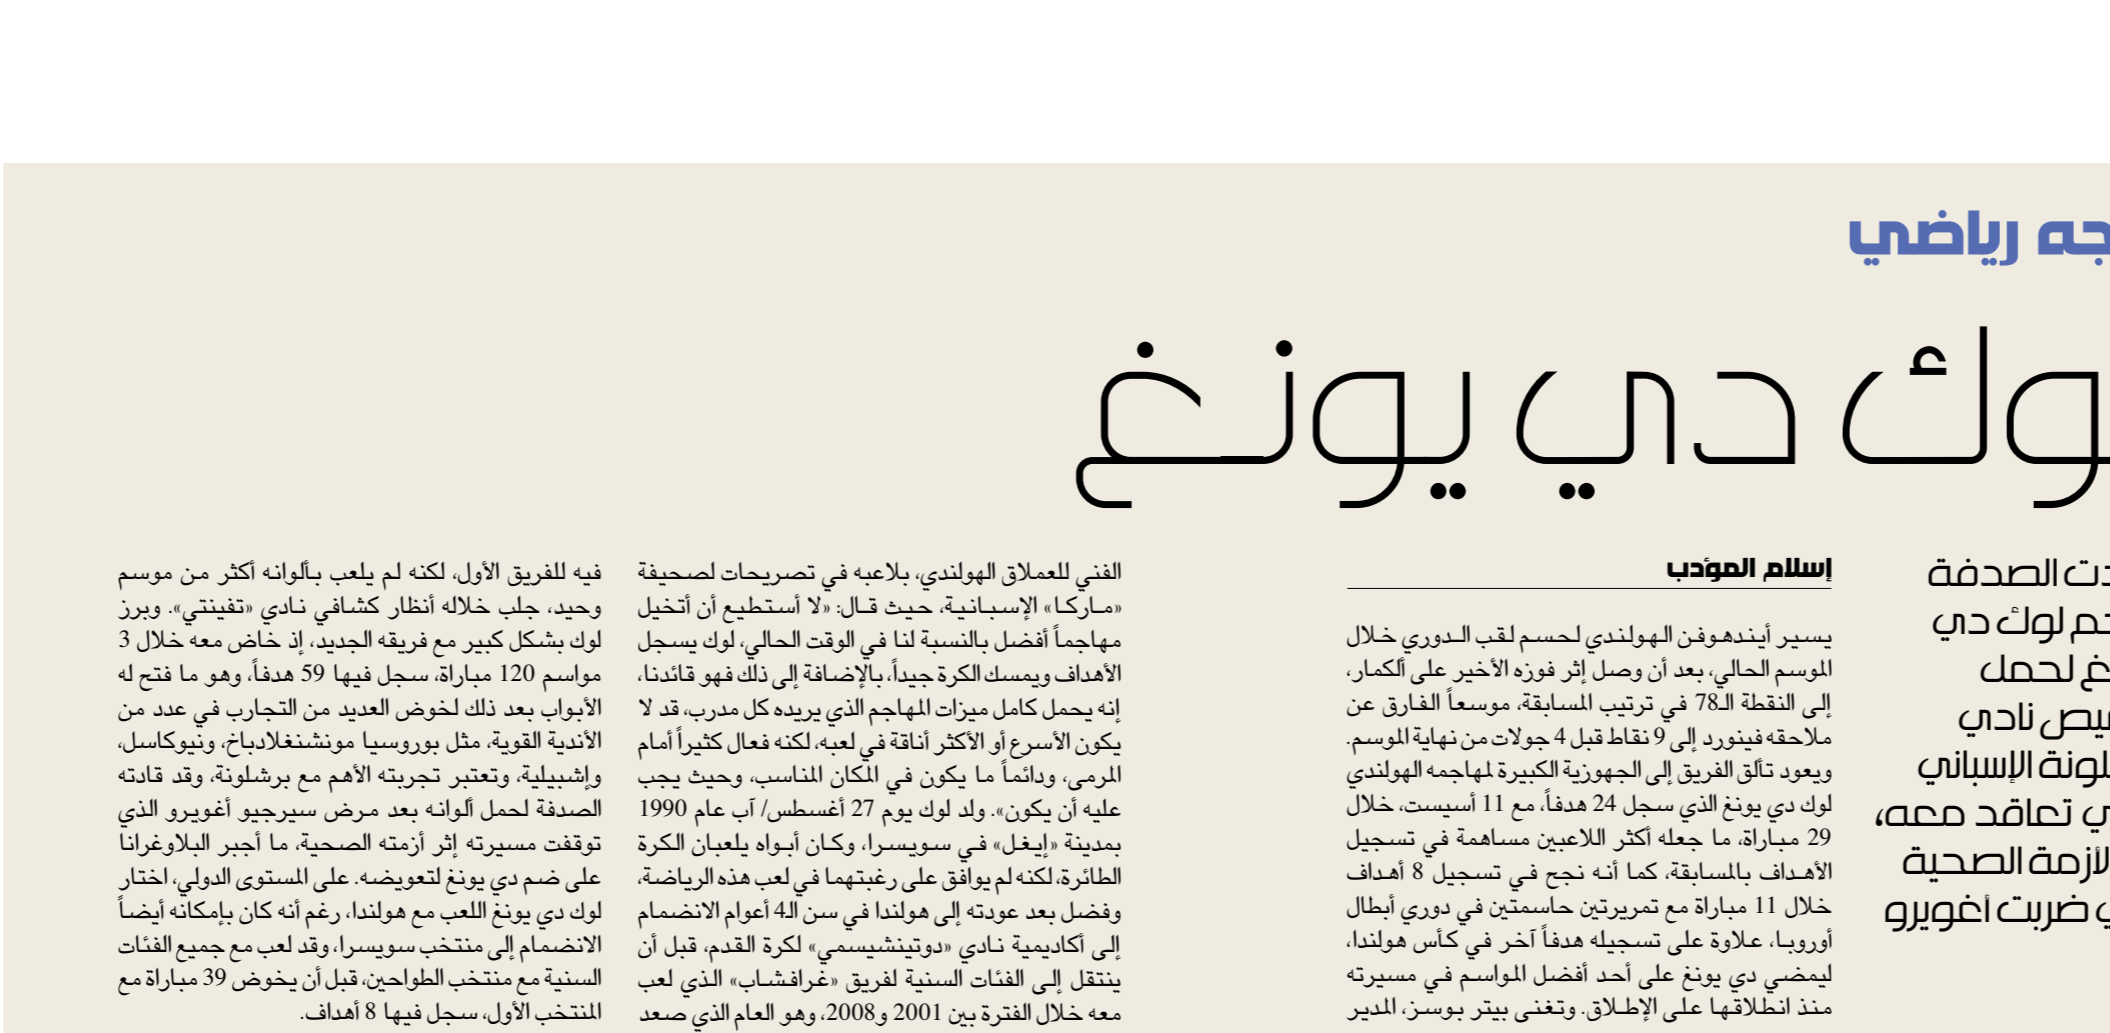 رياضي
دي يونغ
الصدفة
لوك دي
لحمل
نادي
الإسباني
تعاقد معه،
الأزمة الصحية
ضربت أغويرو
إسلام المؤدب
يسير أيندهوفن الهولندي لحسم لقب الدوري خلال
الموسم الحالي، بعد أن وصل إثر فوزه الأخير على ألكمار،
إلى النقطة الـ78 في ترتيب المسابقة، موسعاً الفارق عن
ملاحقه فينورد إلى 9 نقاط قبل 4 جولات من نهاية الموسم.
ويعود تألق الفريق إلى الجهوزية الكبيرة لمهاجمه الهولندي
لوك دي يونغ الذي سجل 24 هدفاً، مع 11 أسيست، خلال
29 مباراة، ما جعله أكثر اللاعبين مساهمة في تسجيل
الأهداف بالمسابقة، كما أنه نجح في تسجيل 8 أهداف
خلال 11 مباراة مع تمريرتين حاسمتين في دوري أبطال
أوروبا، علاوة على تسجيله هدفاً آخر في كأس هولندا،
ليمضي دي يونغ على أحد أفضل المواسم في مسيرته
منذ انطلاقها على الإطلاق. وتغنى بيتر بوسز، المدير
الفني للعملاق الهولندي، بلاعبه في تصريحات لصحيفة
«ماركا» الإسبانية، حيث قال: «لا أستطيع أن أتخيل
مهاجماً أفضل بالنسبة لنا في الوقت الحالي، لوك يسجل
الأهداف ويمسك الكرة جيداً، بالإضافة إلى ذلك فهو قائدنا،
إنه يحمل كامل ميزات المهاجم الذي يريده كل مدرب، قد لا
يكون الأسرع أو الأكثر أناقة في لعبه، لكنه فعال كثيراً أمام
المرمى، ودائماً ما يكون في المكان المناسب، وحيث يجب
عليه أن يكون». ولد لوك يوم 27 أغسطس/ آب عام 1990
بمدينة «إيغل» في سويسرا، وكان أبواه يلعبان الكرة
الطائرة، لكنه لم يوافق على رغبتهما في لعب هذه الرياضة،
وفضل بعد عودته إلى هولندا في سن الـ4 أعوام الانضمام
إلى أكاديمية نادي «دوتينشيسمي» لكرة القدم، قبل أن
ينتقل إلى الفئات السنية لفريق «غرافشاب» الذي لعب
معه خلال الفترة بين 2001 و2008، وهو العام الذي صعد
فيه للفريق الأول، لكنه لم يلعب بألوانه أكثر من موسم
وحيد، جلب خلاله أنظار كشافي نادي «تفينتي». وبرز
لوك بشكل كبير مع فريقه الجديد، إذ خاض معه خلال 3
مواسم 120 مباراة، سجل فيها 59 هدفاً، وهو ما فتح له
الأبواب بعد ذلك لخوض العديد من التجارب في عدد من
الأندية القوية، مثل بوروسيا مونشنغلادباخ، ونيوكاسل،
وإشبيلية، وتعتبر تجربته الأهم مع برشلونة، وقد قادته
الصدفة لحمل ألوانه بعد مرض سيرجيو أغويرو الذي
توقفت مسيرته إثر أزمته الصحية، ما أجبر البلاوغرانا
على ضم دي يونغ لتعويضه. على المستوى الدولي، اختار
لوك دي يونغ اللعب مع هولندا، رغم أنه كان بإمكانه أيضاً
الانضمام إلى منتخب سويسرا، وقد لعب مع جميع الفئات
السنية مع منتخب الطواحين، قبل أن يخوض 39 مباراة مع
المنتخب الأول، سجل فيها 8 أهداف.